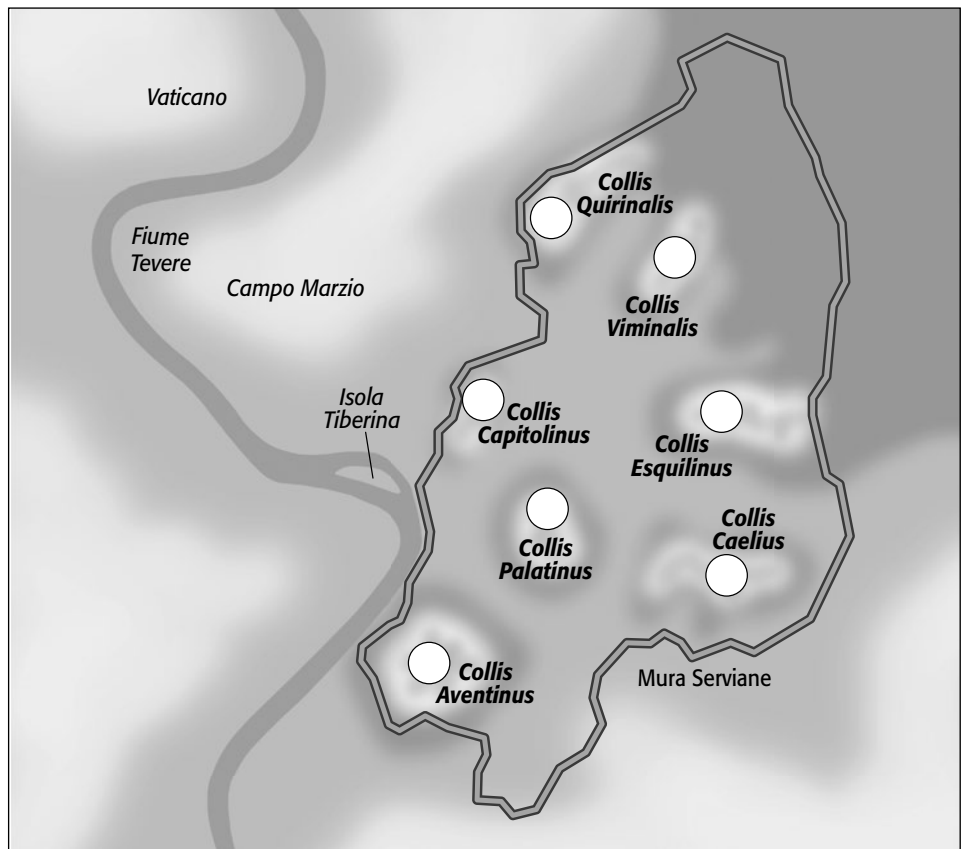 Vaticano
Collis
Quirinalis
Fiume
Tevere
Campo Marzio
Collis
Viminalis
Isola
Tiberina
Collis
Capitolinus
Collis
Esquilinus
Collis
Caelius
Collis
Palatinus
Collis
Aventinus
Mura Serviane